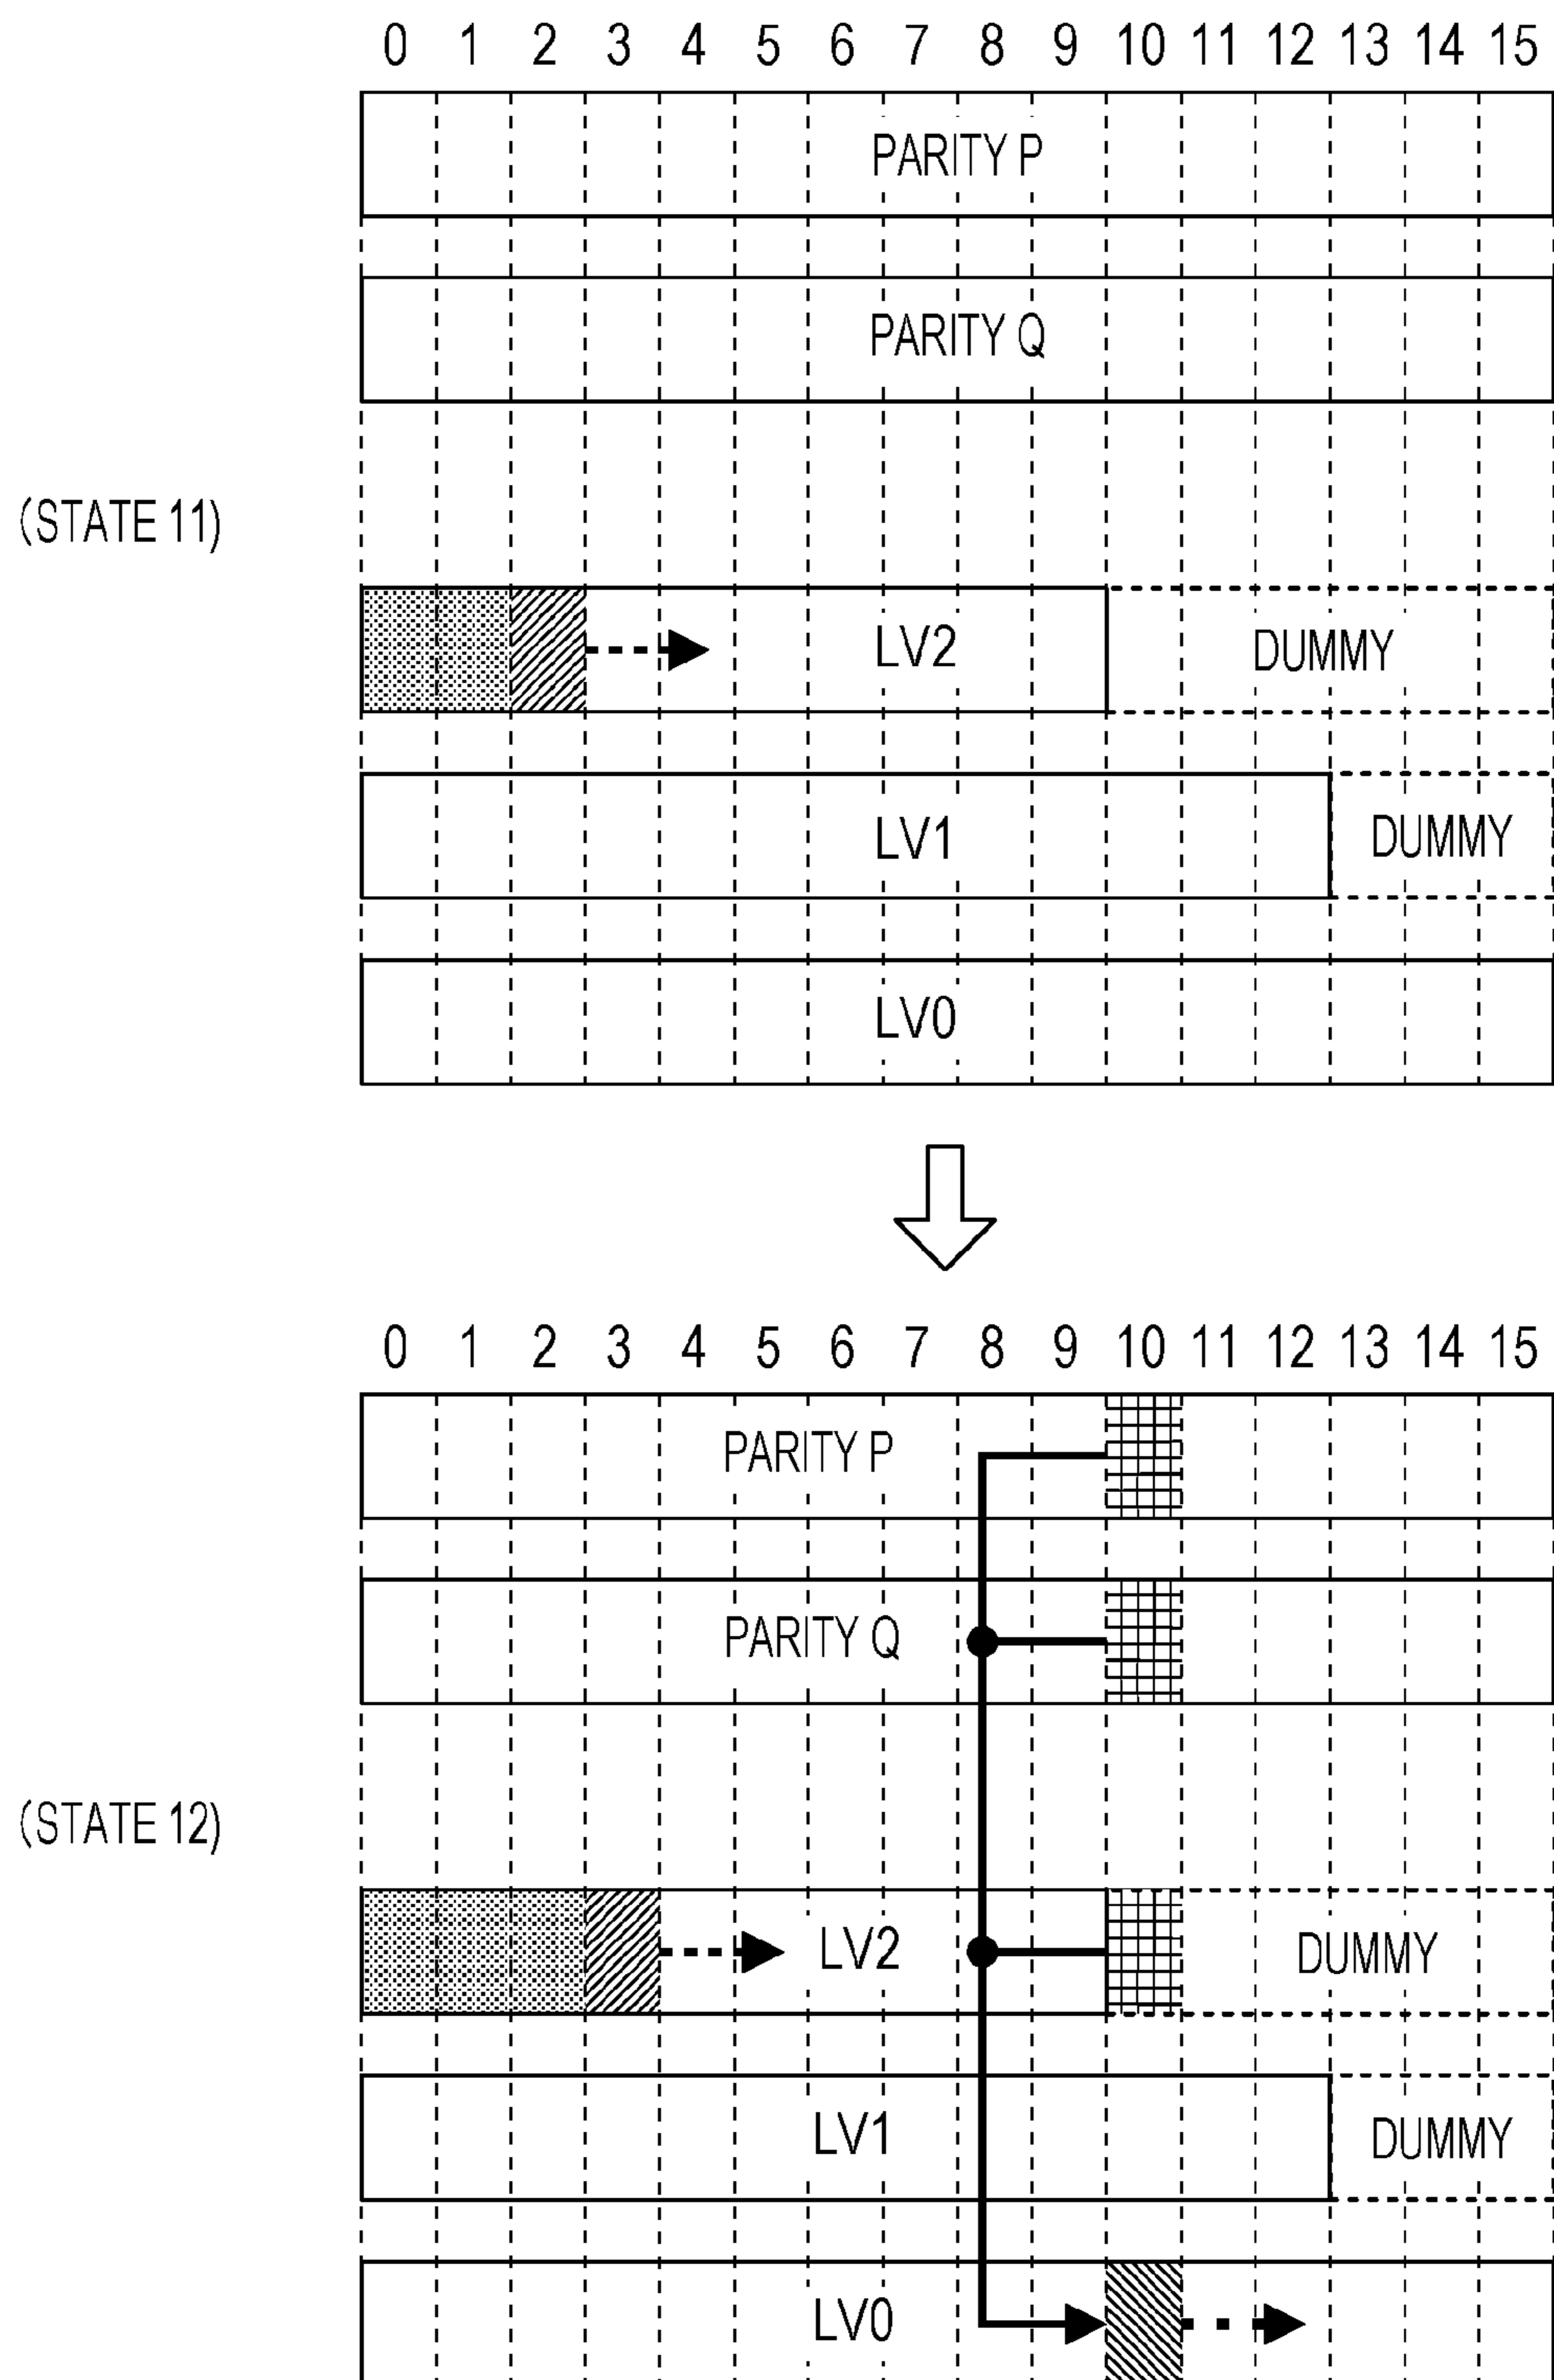 0 1 2 3 4 5 6 7 8 9 10 11 12 13 14 15
PARITY P
PARITY Q
(STATE 11)
LV2 DUMMY
LV1 DUMMY
LV0
0 1 2 3 4 5 6 7 8 9 10 11 12 13 14 15
PARITY P
PARITY Q
(STATE 12)
LV2 DUMMY
LV1 DUMMY
LV0